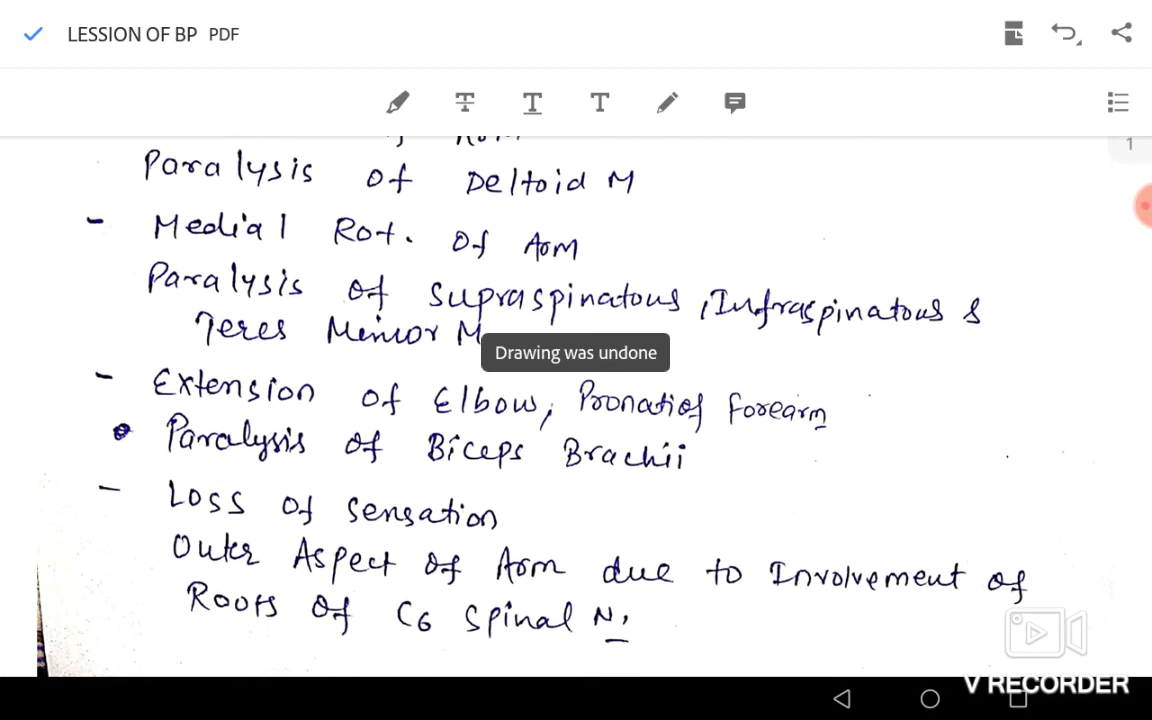 LESSION OF BP PDF
1
Paralysis of Deltoid M
- Medial Rot. of Arm
Paralysis of Supraspinatous, Infraspinatous &
Teres Meinor M
Drawing was undone
- Extension of Elbow, Pronatiof Forearm
Paralysis of Biceps Brachii
- Loss of Sensation
Outer Aspect of Arm due to Involvement of
Roots of C6 Spinal N.
V RECORDER